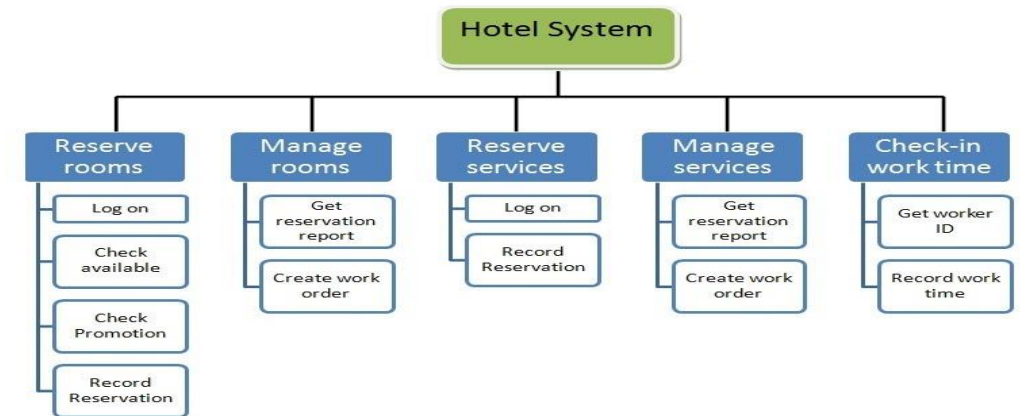 Hotel System
Reserve
rooms
Log on
Check
available
Check
Promotion
Record
Reservation
Manage
rooms
Get
reservation
report
Create work
order
Reserve
services
Log on
Record
Reservation
Manage
services
Get
reservation
report
Create work
order
Check-in
work time
Get worker
ID
Record work
time